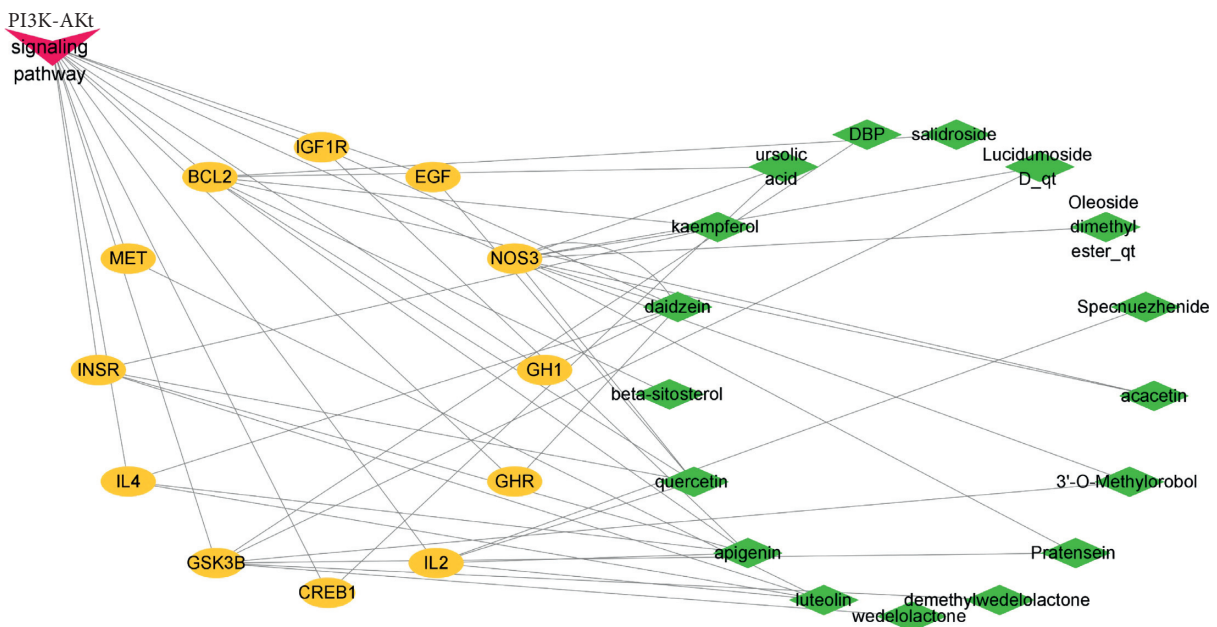 PI3K-AKt
signaling
pathway
IGF1R
BCL2
EGF
MET
NOS3
INSR
GH1
IL4
GHR
GSK3B
IL2
CREB1
DBP
salidroside
ursolic
acid
Lucidumoside
D_qt
kaempferol
Oleoside
dimethyl
ester_qt
daidzein
Specnuezhenide
beta-sitosterol
acacetin
quercetin
3'-O-Methylorobol
apigenin
Pratensein
luteolin
demethylwedelolactone
wedelolactone